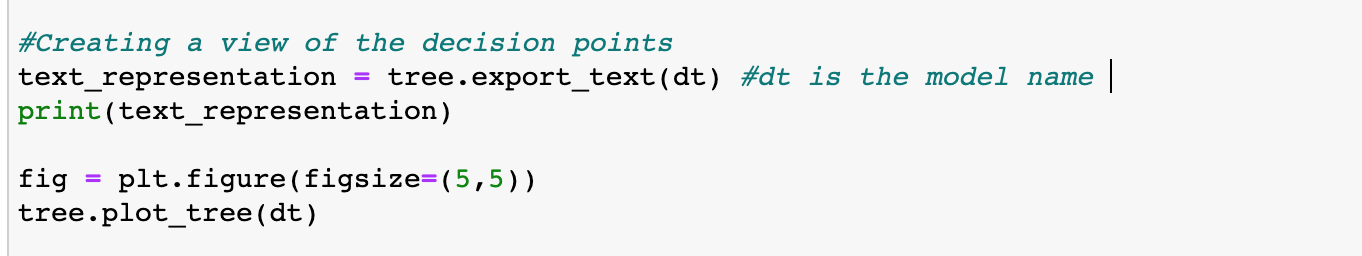 #Creating a view of the decision points
text_representation = tree.export_text(dt) #dt is the model name
print(text_representation)
fig = plt.figure(figsize=(5,5))
tree.plot_tree(dt)